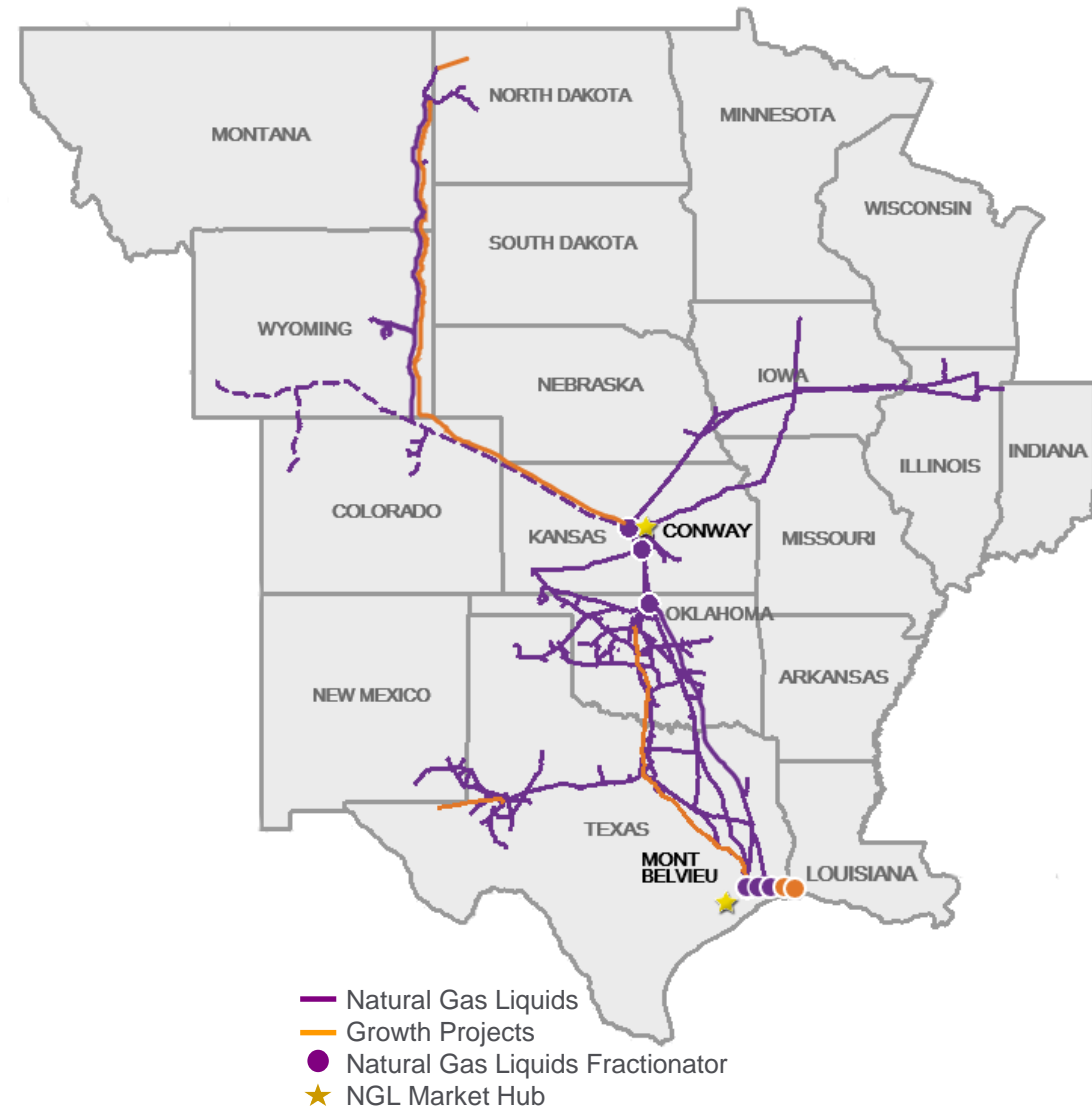 NORTH DAKOTA
MINNESOTA
MONTANA
WISCONSIN
SOUTH DAKOTA
WYOMING
IOWA
NEBRASKA
INDIANA
ILLINOIS
COLORADO
KANSAS
CONWAY
MISSOURI
OKLAHOMA
ARKANSAS
NEW MEXICO
TEXAS
MONT
BELVIEU
LOUISIANA
Natural Gas Liquids
Growth Projects
Natural Gas Liquids Fractionator
NGL Market Hub